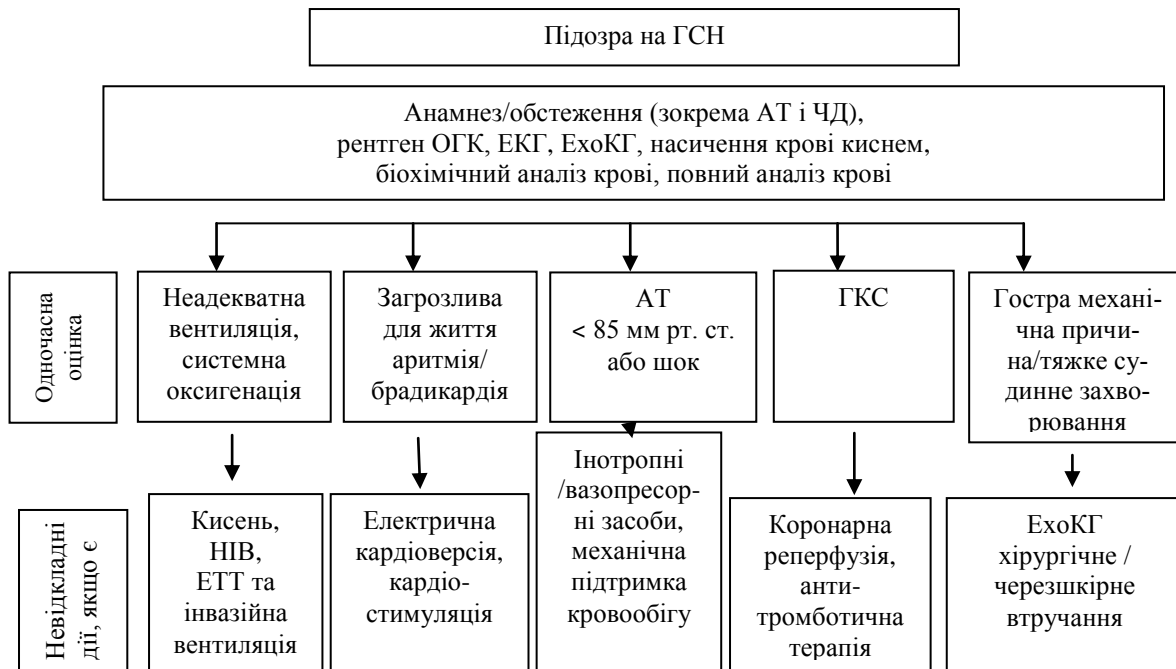 Підозра на ГСН
Анамнез/обстеження (зокрема АТ і ЧД),
рентген ОГК, ЕКГ, ЕхоКГ, насичення крові киснем,
біохімічний аналіз крові, повний аналіз крові
Одночасна
оцінка
Неадекватна
вентиляція,
системна
оксигенація
Загрозлива
для життя
аритмія/
брадикардія
АТ
< 85 мм рт. ст.
або шок
ГКС
Гостра механі-
чна причи-
на/тяжке су-
динне захво-
рювання
Невідкладні
дії, якщо є
Кисень,
НІВ,
ЕТТ та
інвазійна
вентиляція
Електрична
кардіоверсія,
кардіо-
стимуляція
Інотропні
/вазопресор-
ні засоби,
механічна
підтримка
кровообігу
Коронарна
реперфузія,
анти-
тромботична
терапія
ЕхоКГ
хірургічне /
черезшкірне
втручання